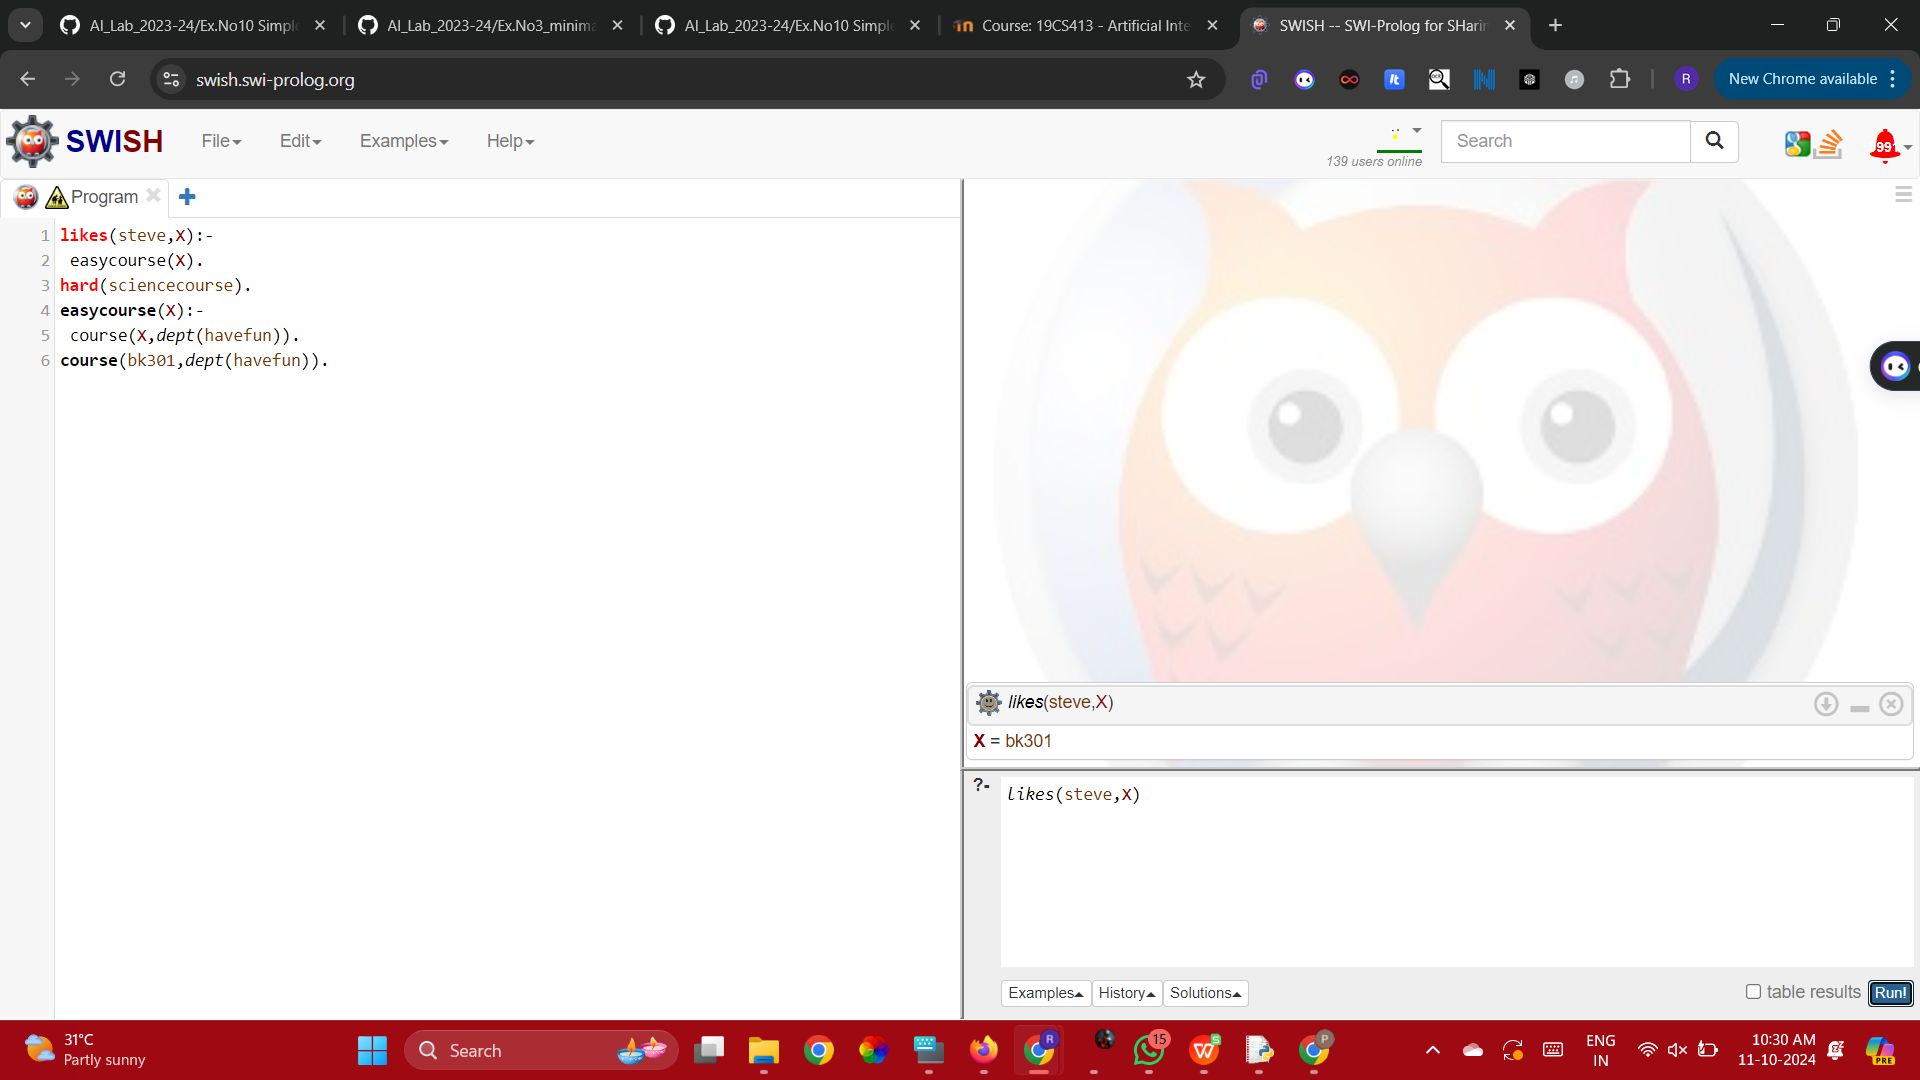 AI_Lab_2023-24/Ex.No10 Simple
AI_Lab_2023-24/Ex.No3_minima
AI_Lab_2023-24/Ex.No10 Simple
Course: 19CS413 - Artificial Inte
SWISH -- SWI-Prolog for SHarin
swish.swi-prolog.org
R
New Chrome available
SWISH
File
Edit
Examples
Help
139 users online
Search
99
Program
1 likes(steve,X):-
2 easycourse(X).
3 hard(sciencecourse).
4 easycourse(X):-
5 course(X,dept(havefun)).
6 course(bk301,dept(havefun)).
likes(steve,X)
X = bk301
?- likes(steve,X)
Examples
History
Solutions
table results
Run!
31°C
Partly sunny
Search
R
15
S
P
ENG
IN
10:30 AM
11-10-2024
PRE